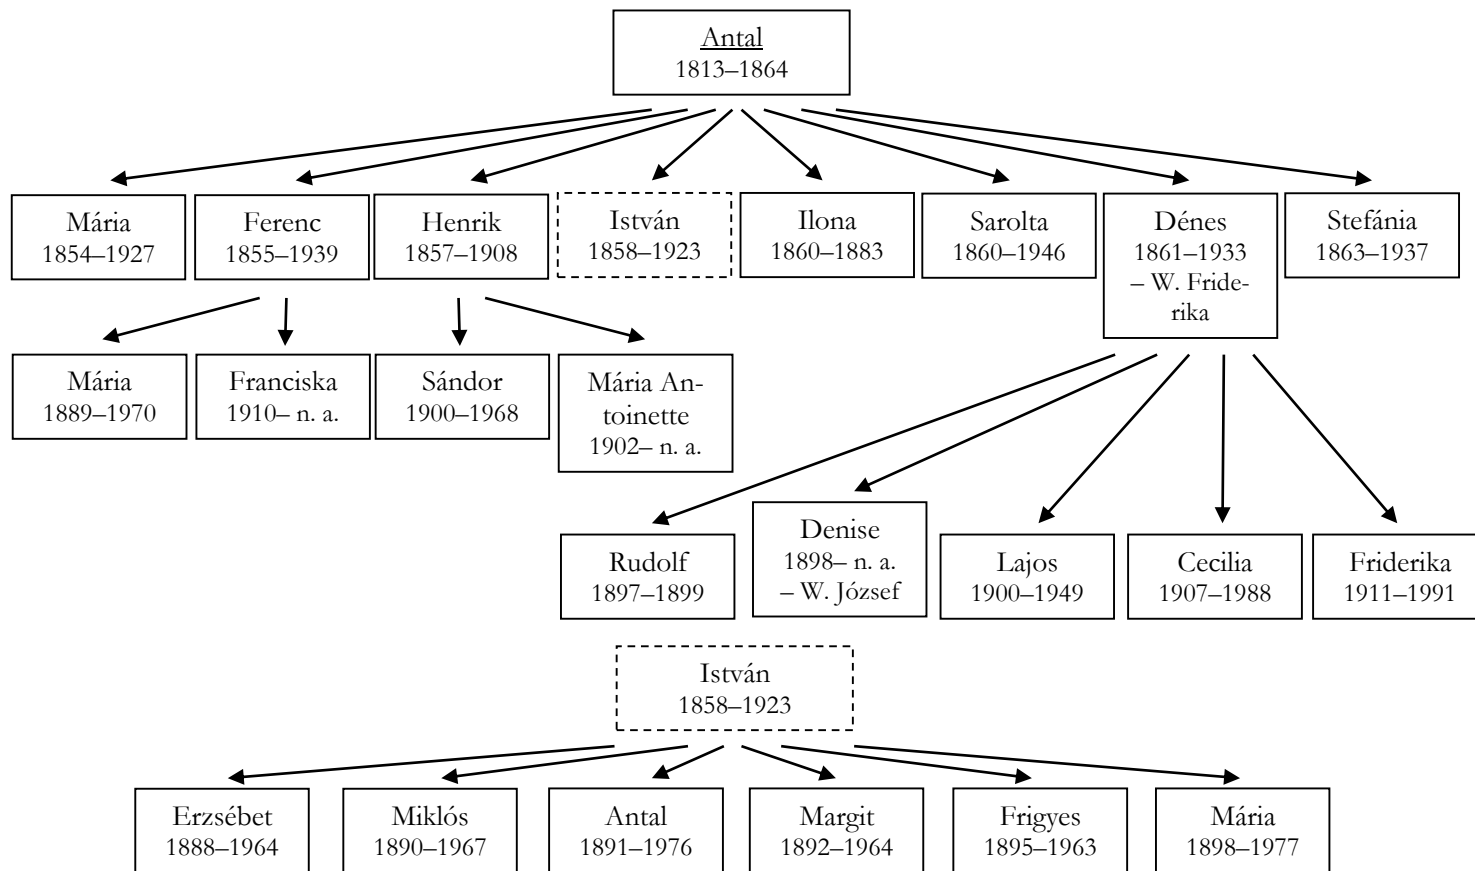 Antal
1813–1864
Mária
1854–1927
Ferenc
1855–1939
Henrik
1857–1908
István
1858–1923
Ilona
1860–1883
Sarolta
1860–1946
Dénes
1861–1933
– W. Fride-
rika
Stefánia
1863–1937
Mária
1889–1970
Franciska
1910– n. a.
Sándor
1900–1968
Mária An-
toinette
1902– n. a.
Rudolf
1897–1899
Denise
1898– n. a.
– W. József
Lajos
1900–1949
Cecilia
1907–1988
Friderika
1911–1991
István
1858–1923
Erzsébet
1888–1964
Miklós
1890–1967
Antal
1891–1976
Margit
1892–1964
Frigyes
1895–1963
Mária
1898–1977